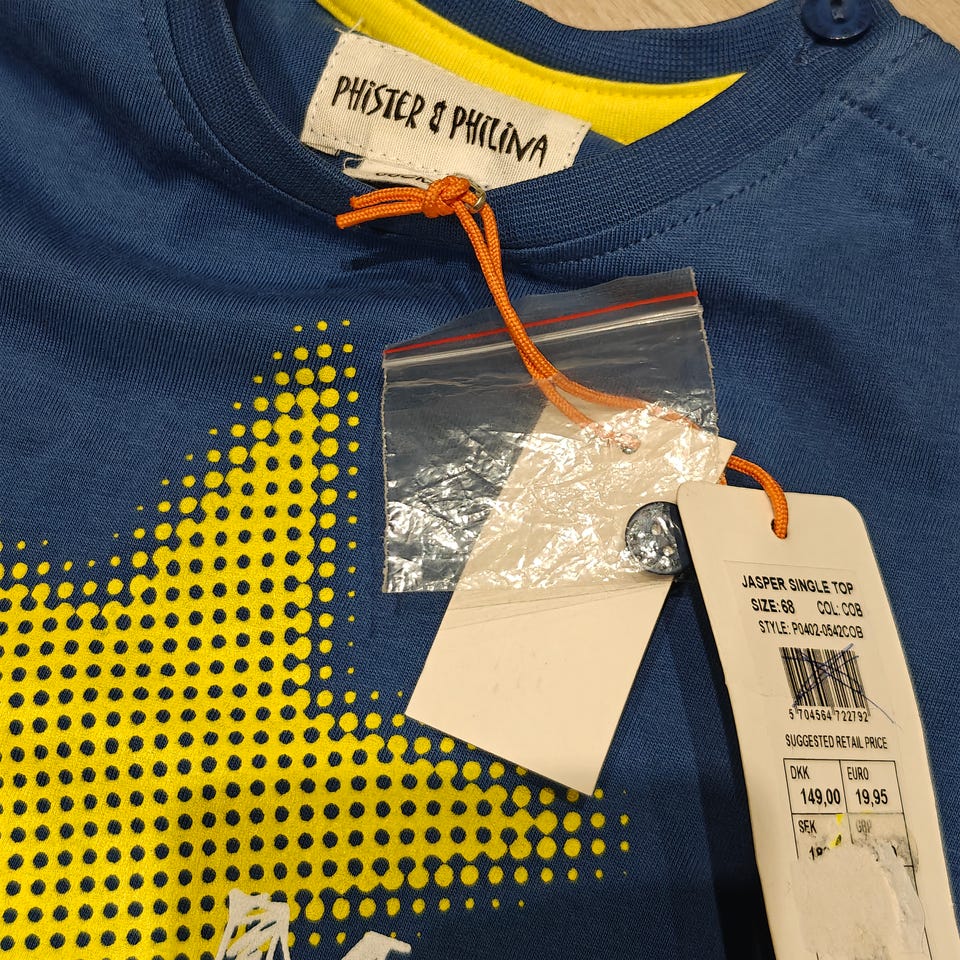 PHiSTER & PHILiNA
JASPER SINGLE TOP
SIZE: 68 COL: COB
STYLE: P0402-0542COB
5 704564 722792
SUGGESTED RETAIL PRICE
DKK EURO
149,00 19,95
SEK GBP